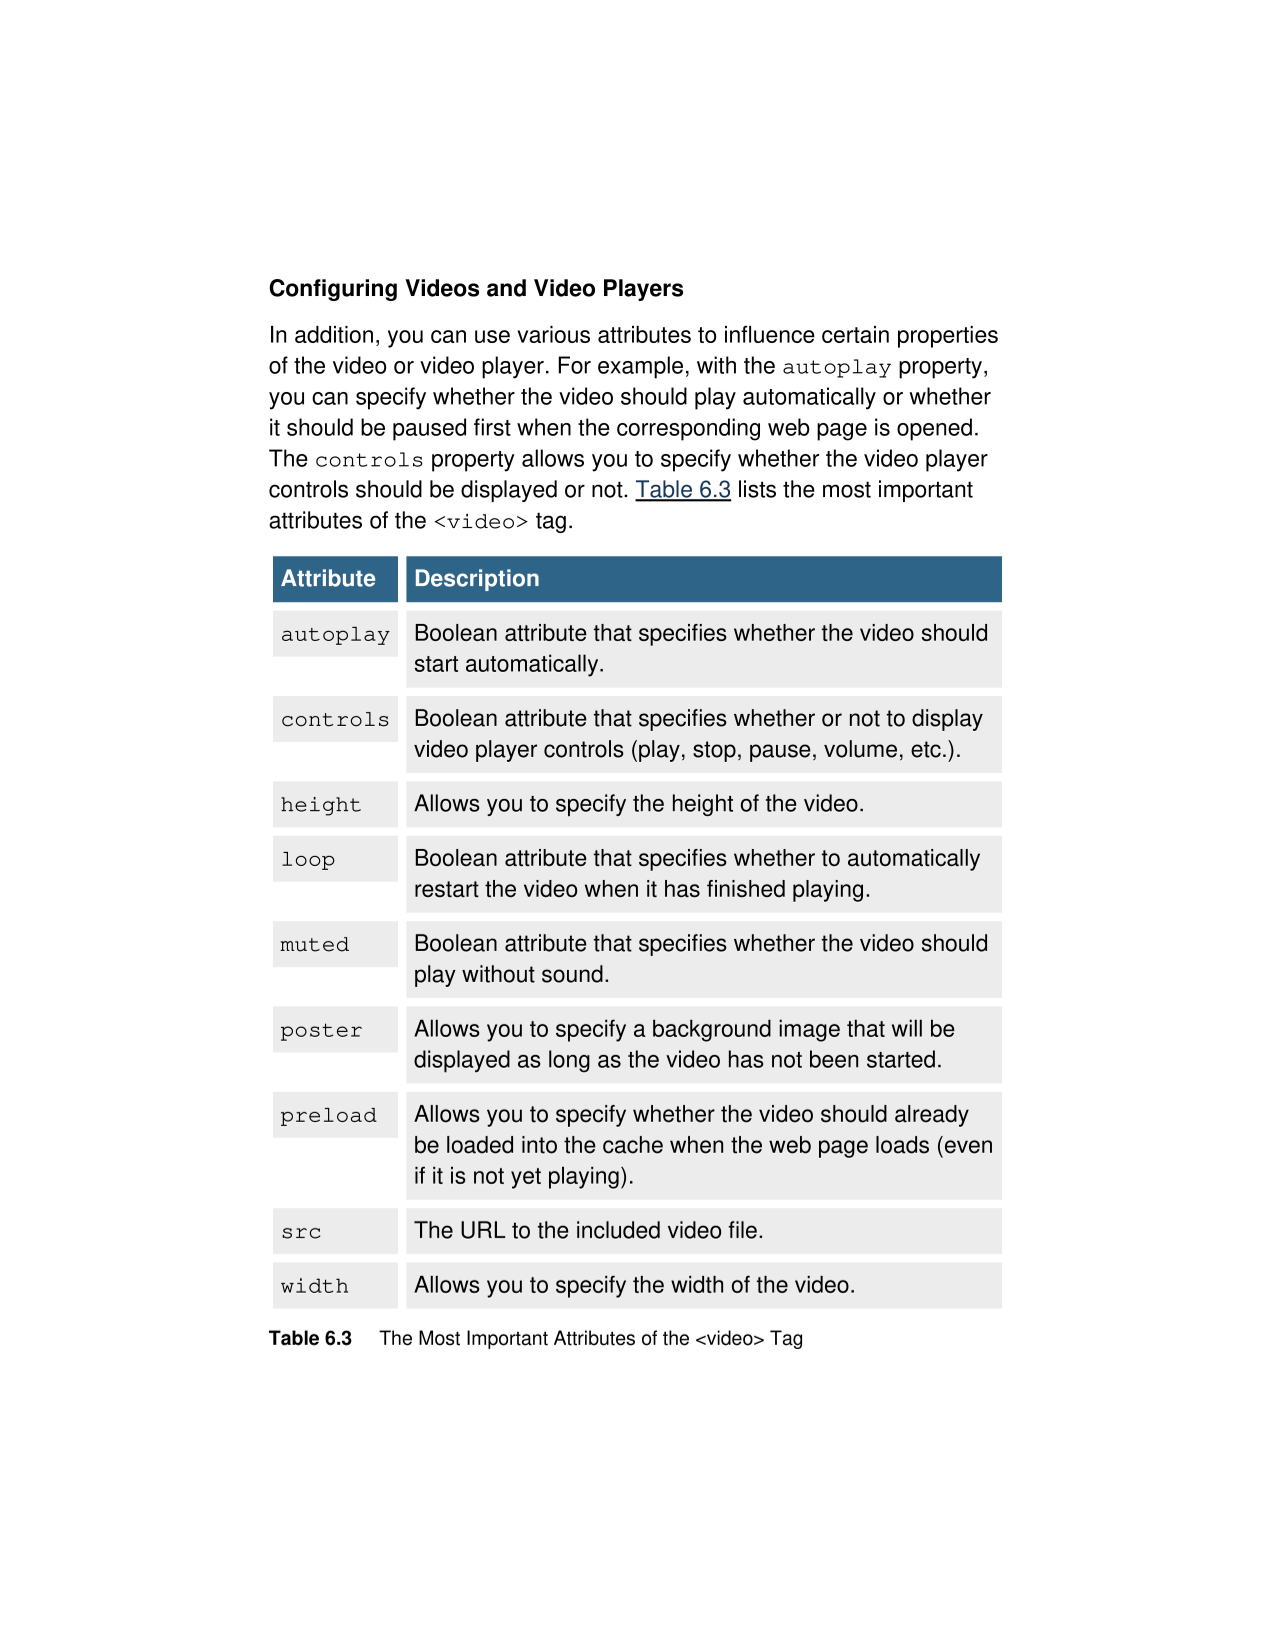 Configuring Videos and Video Players
In addition, you can use various attributes to influence certain properties
of the video or video player. For example, with the autoplay property,
you can specify whether the video should play automatically or whether
it should be paused first when the corresponding web page is opened.
The controls property allows you to specify whether the video player
controls should be displayed or not. Table 6.3 lists the most important
attributes of the <video> tag.
Attribute Description
autoplay Boolean attribute that specifies whether the video should
start automatically.
controls Boolean attribute that specifies whether or not to display
video player controls (play, stop, pause, volume, etc.).
height Allows you to specify the height of the video.
loop Boolean attribute that specifies whether to automatically
restart the video when it has finished playing.
muted Boolean attribute that specifies whether the video should
play without sound.
poster Allows you to specify a background image that will be
displayed as long as the video has not been started.
preload Allows you to specify whether the video should already
be loaded into the cache when the web page loads (even
if it is not yet playing).
src The URL to the included video file.
width Allows you to specify the width of the video.
Table 6.3 The Most Important Attributes of the <video> Tag